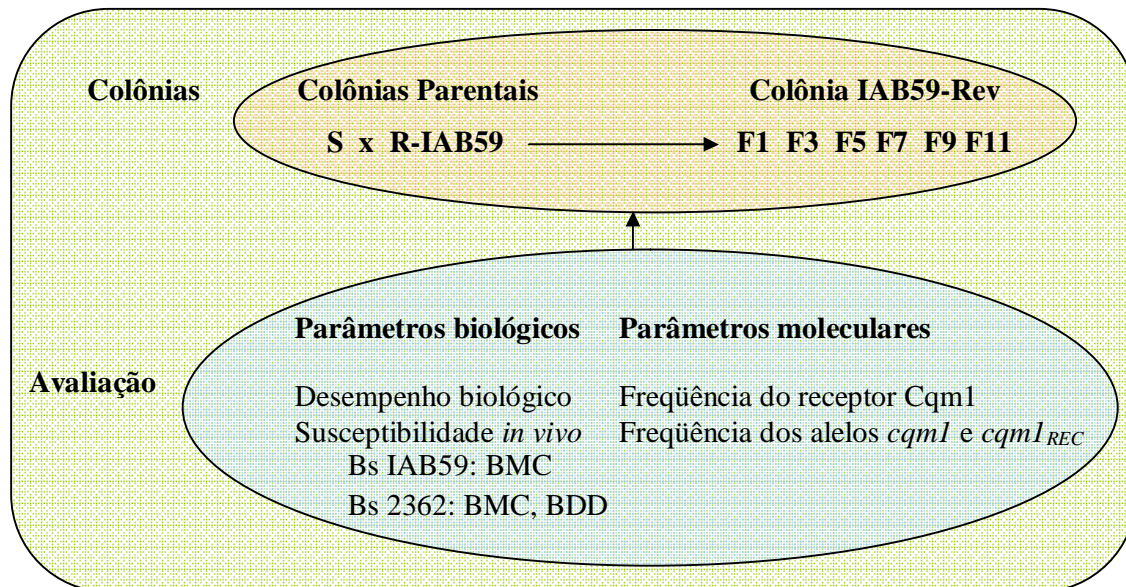 Colônias Colônias Parentais Colônia IAB59-Rev
S x R-IAB59 F1 F3 F5 F7 F9 F11
Parâmetros biológicos Parâmetros moleculares
Avaliação
Desempenho biológico Freqüência do receptor Cqm1
Susceptibilidade in vivo Freqüência dos alelos cqm1 e cqm1REC
Bs IAB59: BMC
Bs 2362: BMC, BDD